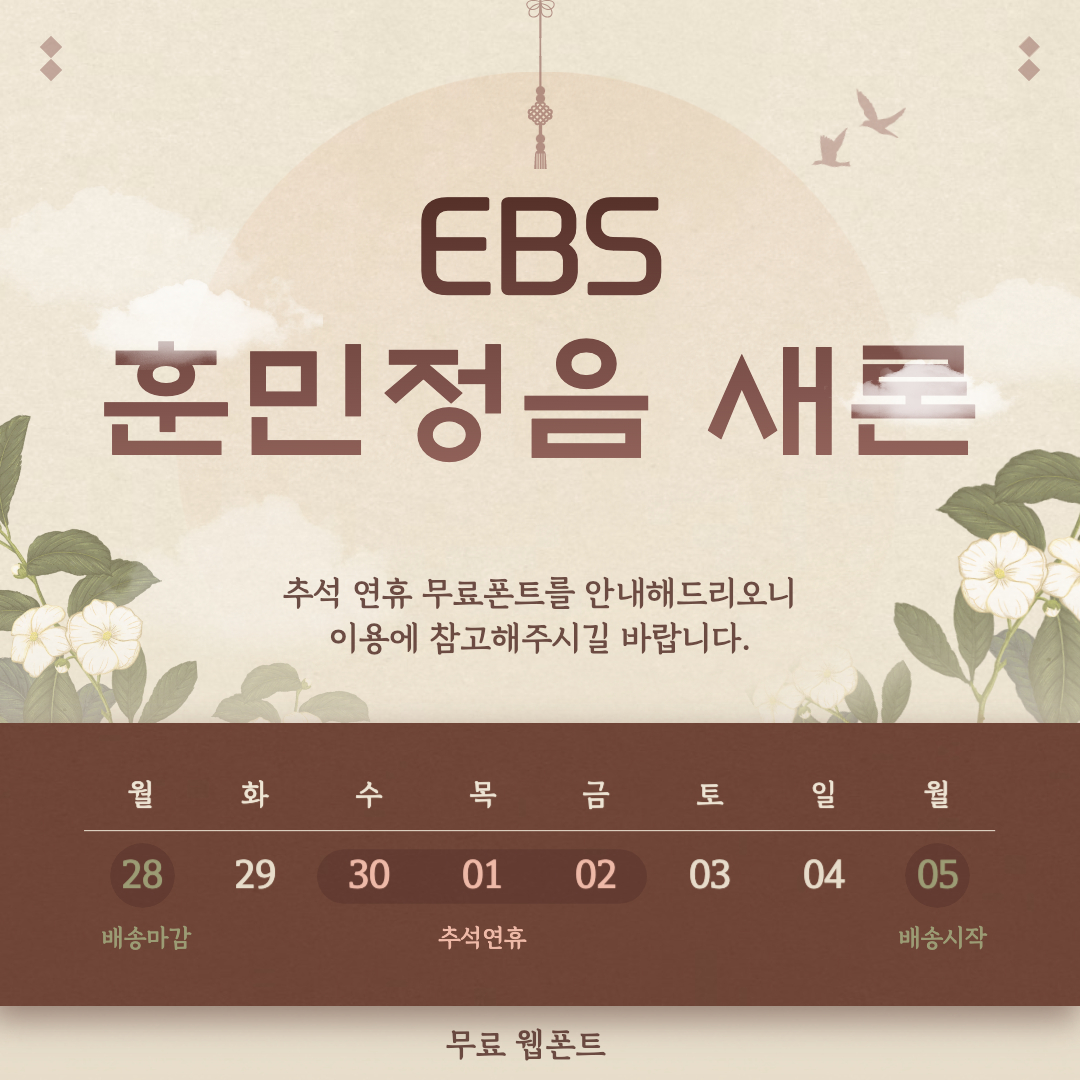 EBS
훈민정음 새론
추석 연휴 무료폰트를 안내해드리오니
이용에 참고해주시길 바랍니다.
월 화 수 목 금 토 일 월
28 29 30 01 02 03 04 05
배송마감 추석연휴 배송시작
무료 웹폰트